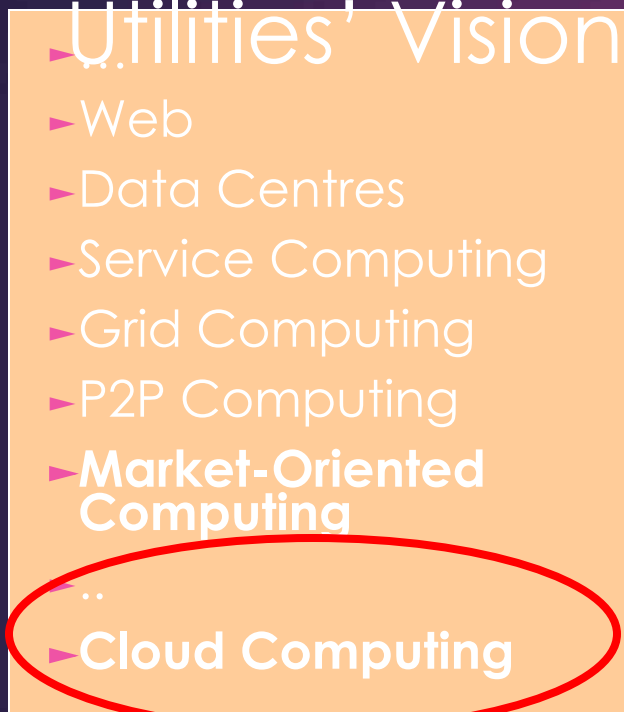 Utilities’ Vision
► ...
► Web
► Data Centres
► Service Computing
► Grid Computing
► P2P Computing
► Market-Oriented
Computing
► ..
► Cloud Computing